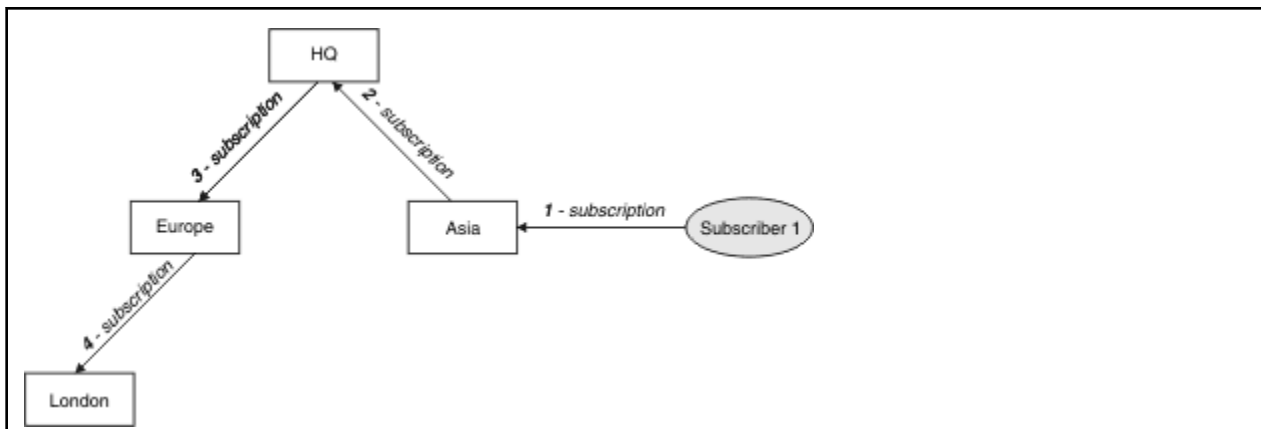 HQ
2 - subscription
3 - subscription
Europe
Asia
1 - subscription
Subscriber 1
4 - subscription
London